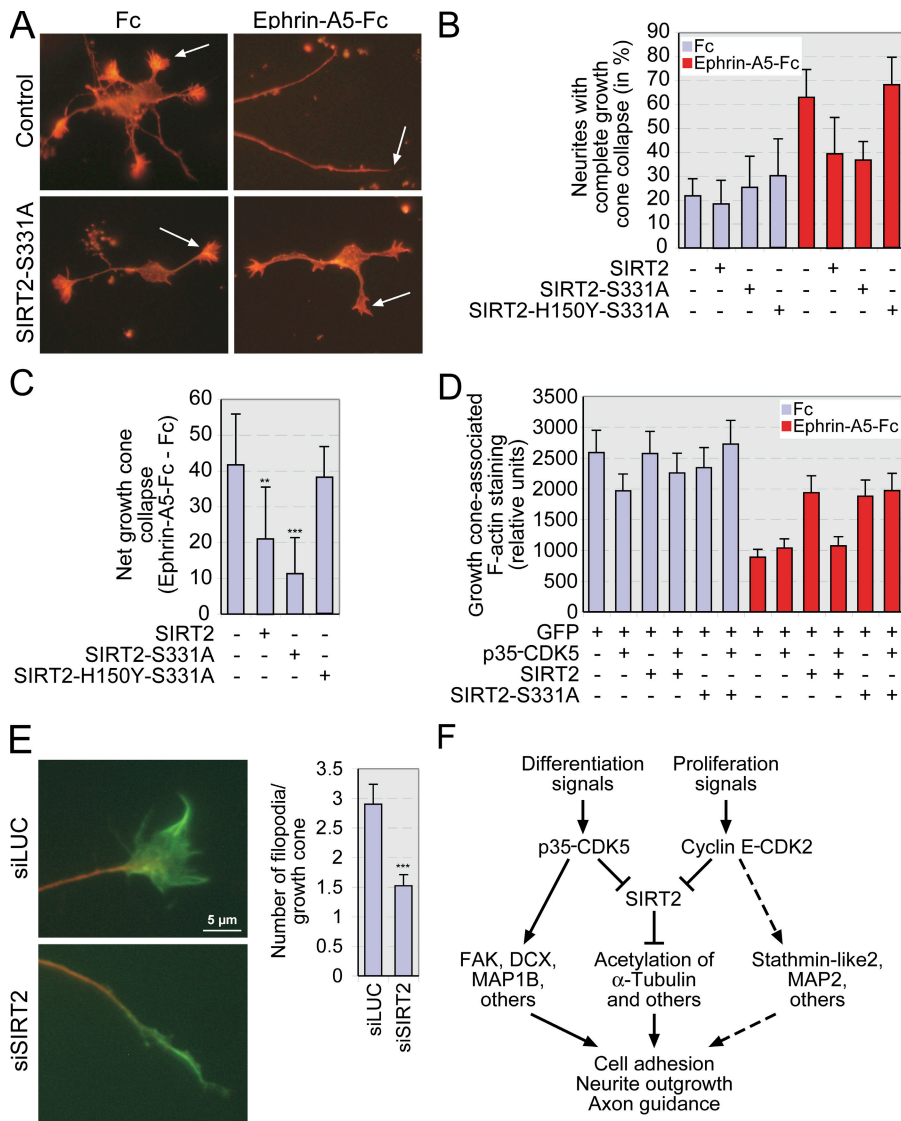 A
Fc
Ephrin-A5-Fc
Control
SIRT2-S331A
B
Neurites with
complete growth
cone collapse (in %)
90
80
70
60
50
40
30
20
10
0
Fc
Ephrin-A5-Fc
SIRT2 - + - - - + - -
SIRT2-S331A - - + - - - + -
SIRT2-H150Y-S331A - - - + - - - +
C
Net growth cone
collapse
(Ephrin-A5-Fc - Fc)
60
50
40
30
20
10
0
**
***
SIRT2 - + - -
SIRT2-S331A - - + -
SIRT2-H150Y-S331A - - - +
D
Growth cone-associated
F-actin staining
(relative units)
3500
3000
2500
2000
1500
1000
500
0
Fc
Ephrin-A5-Fc
GFP + + + + + + + + + + + +
p35-CDK5 - + - + - + - + - + - +
SIRT2 - - + + - - - - + + - -
SIRT2-S331A - - - - + + - - - - + +
E
siLUC
5 µm
siSIRT2
Number of filopodia/
growth cone
3.5
3
2.5
2
1.5
1
0.5
0
***
siLUC
siSIRT2
F
Differentiation
signals
Proliferation
signals
p35-CDK5
Cyclin E-CDK2
SIRT2
FAK, DCX,
MAP1B,
others
Acetylation of
α-Tubulin
and others
Stathmin-like2,
MAP2,
others
Cell adhesion
Neurite outgrowth
Axon guidance